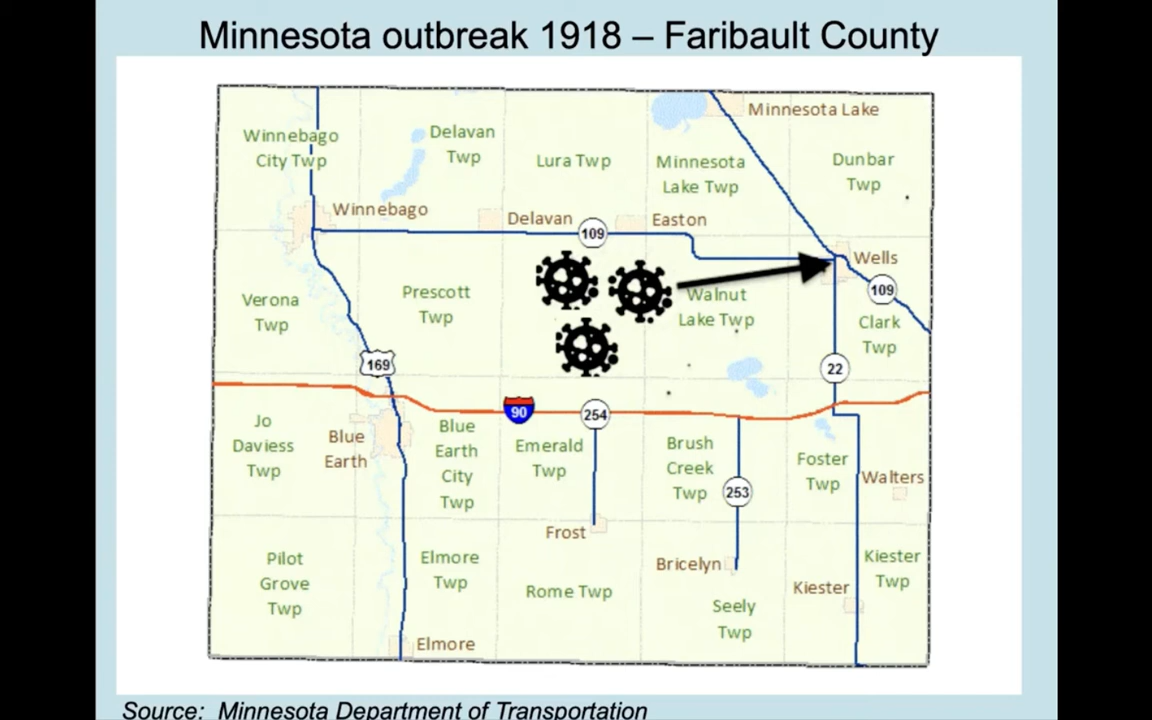 Minnesota outbreak 1918 – Faribault County
Minnesota Lake
Winnebago
City Twp
Delavan
Twp
Lura Twp
Minnesota
Lake Twp
Dunbar
Twp
Winnebago
Delavan
109
Easton
Wells
Verona
Twp
Prescott
Twp
Walnut
Lake Twp
109
Clark
Twp
169
22
90
254
Jo
Daviess
Twp
Blue
Earth
Blue
Earth
City
Twp
Emerald
Twp
Brush
Creek
Twp
253
Foster
Twp
Walters
Frost
Bricelyn
Pilot
Grove
Twp
Elmore
Twp
Rome Twp
Seely
Twp
Kiester
Kiester
Twp
Elmore
Source: Minnesota Department of Transportation